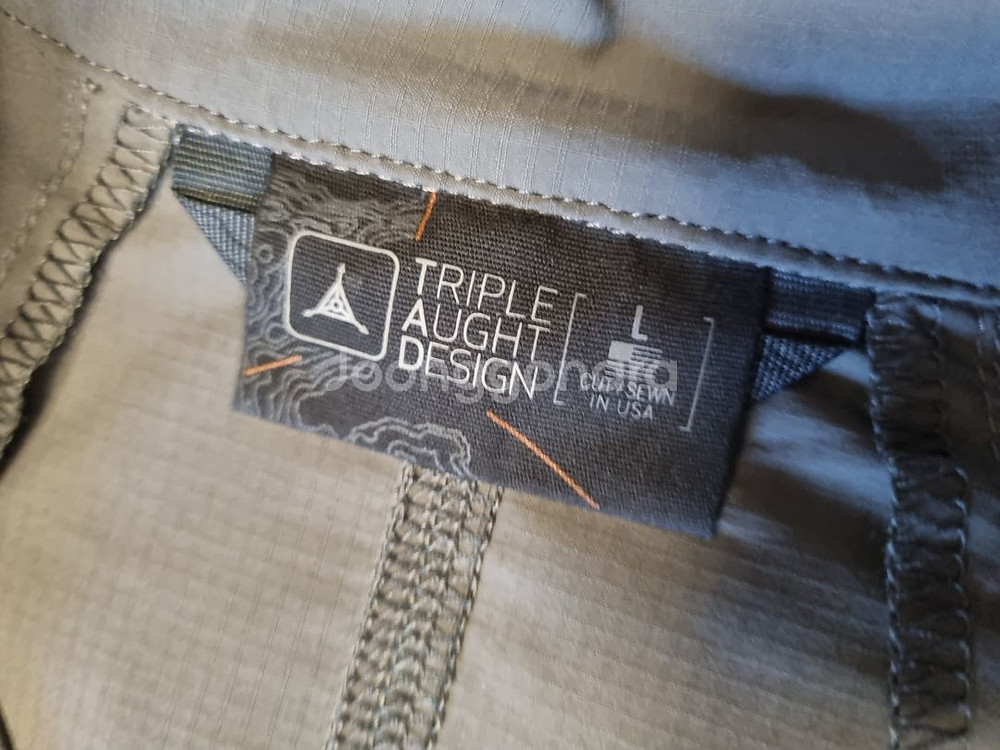 TRIPLE
AUGHT
DESIGN
L
CUT / SEWN
IN USA